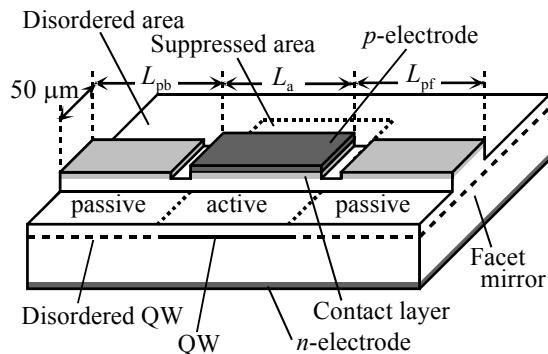 Disordered area
Suppressed area
p-electrode
50 μm
Lpb
La
Lpf
passive
active
passive
Facet
mirror
Disordered QW
QW
Contact layer
n-electrode